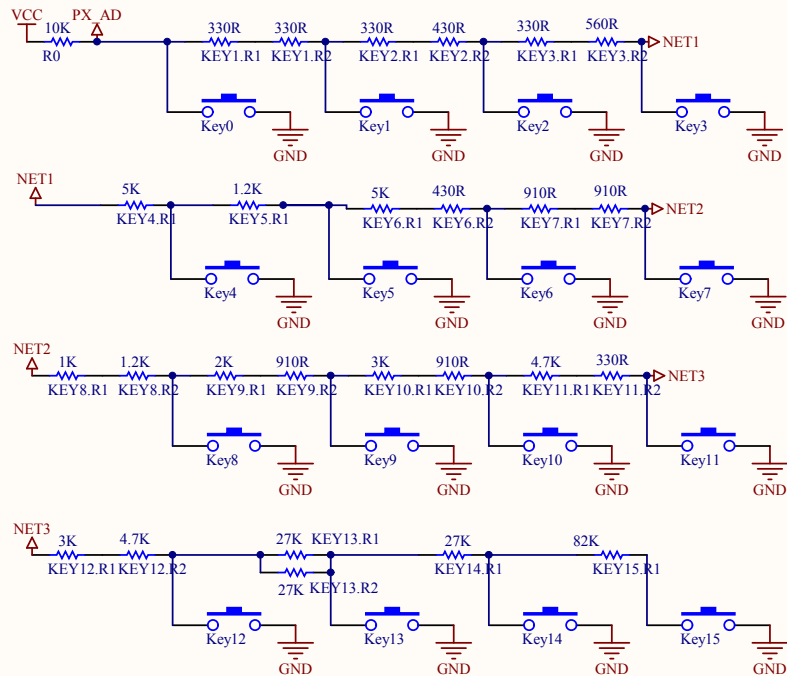 VCC PX_AD
10K 330R 330R 330R 430R 330R 560R
R0 KEY1.R1 KEY1.R2 KEY2.R1 KEY2.R2 KEY3.R1 KEY3.R2 NET1
Key0 Key1 Key2 Key3
GND GND GND GND
NET1 5K 1.2K 5K 430R 910R 910R
KEY4.R1 KEY5.R1 KEY6.R1 KEY6.R2 KEY7.R1 KEY7.R2 NET2
Key4 Key5 Key6 Key7
GND GND GND GND
NET2 1K 1.2K 2K 910R 3K 910R 4.7K 330R
KEY8.R1 KEY8.R2 KEY9.R1 KEY9.R2 KEY10.R1 KEY10.R2 KEY11.R1 KEY11.R2 NET3
Key8 Key9 Key10 Key11
GND GND GND GND
NET3 3K 4.7K 27K KEY13.R1 27K 82K
KEY12.R1 KEY12.R2 KEY13.R2 KEY14.R1 KEY15.R1
27K
Key12 Key13 Key14 Key15
GND GND GND GND